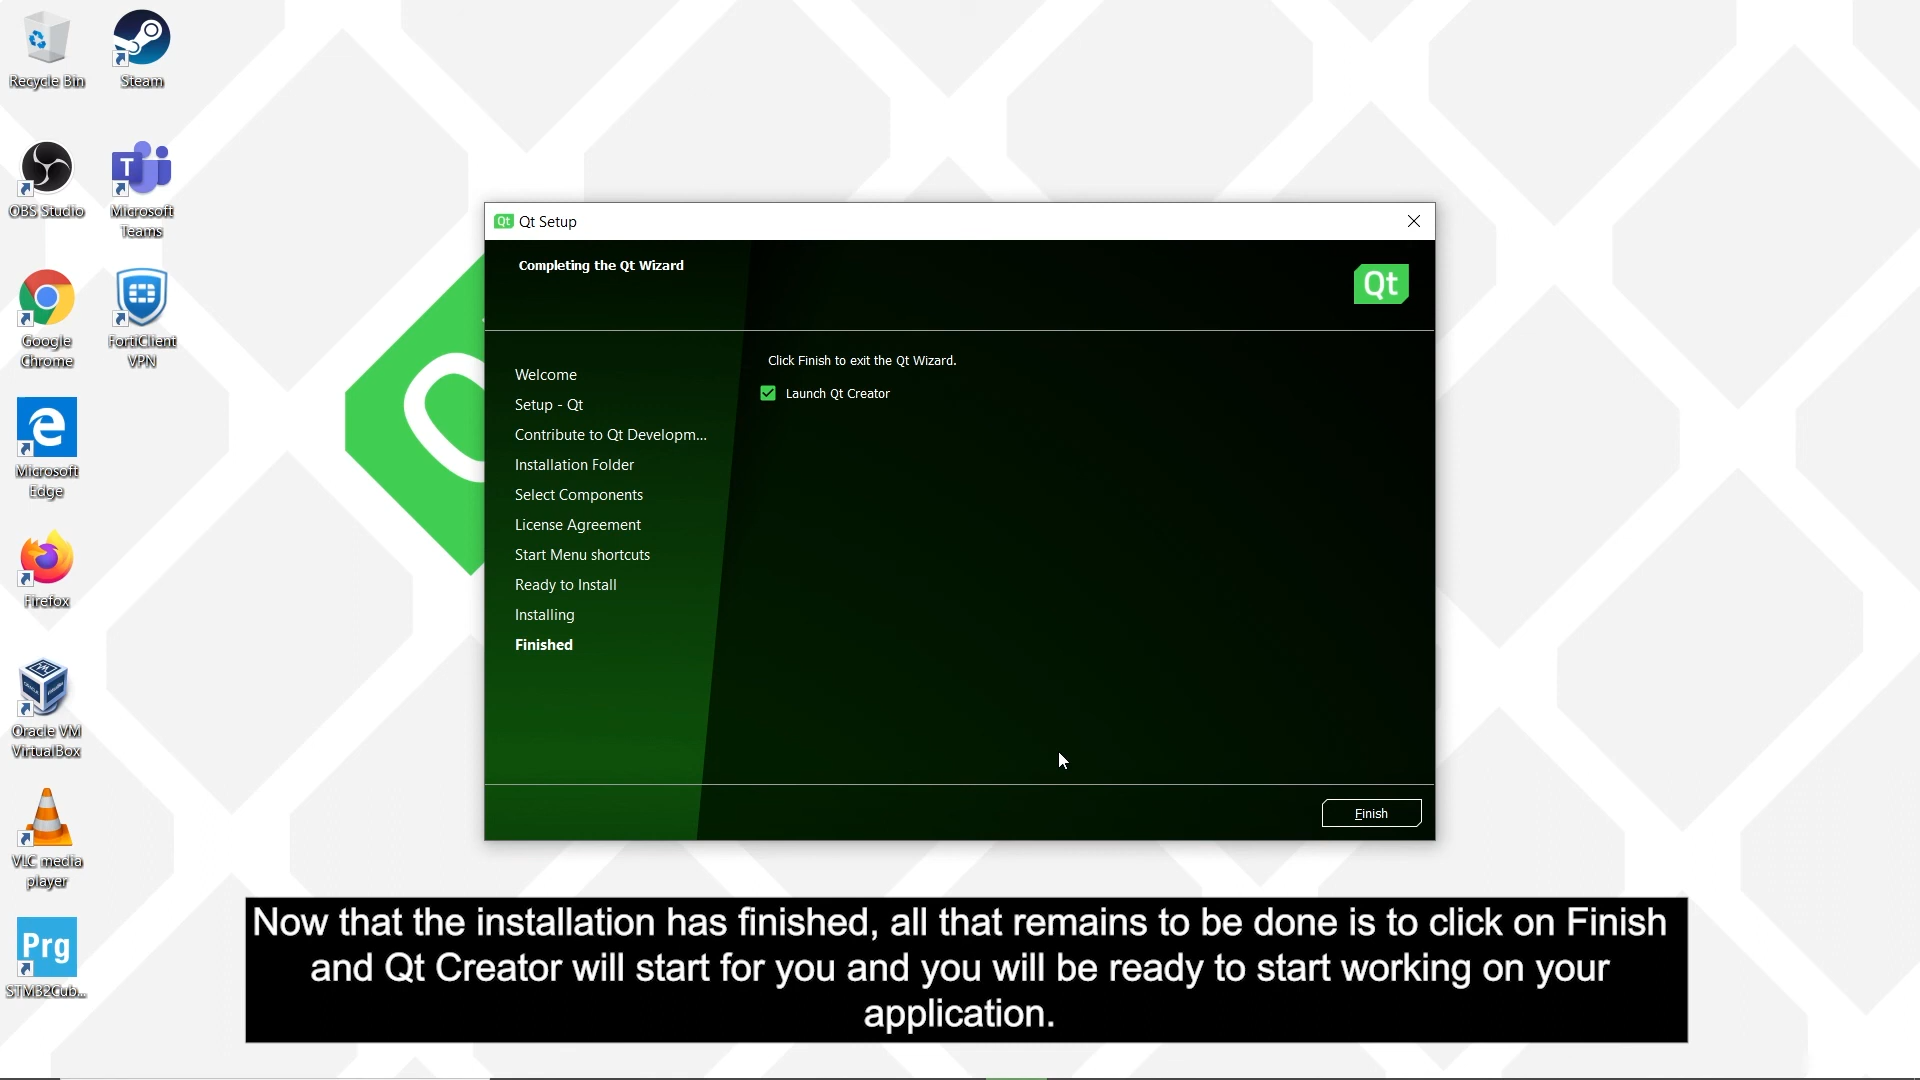 Recycle Bin
Steam
OBS Studio
Microsoft
Teams
Google
Chrome
FortiClient
VPN
Microsoft
Edge
Firefox
Oracle VM
VirtualBox
VLC media
player
Prg
STM32Cub...
Qt Qt Setup
Completing the Qt Wizard
Qt
Welcome
Setup - Qt
Contribute to Qt Developm...
Installation Folder
Select Components
License Agreement
Start Menu shortcuts
Ready to Install
Installing
Finished
Click Finish to exit the Qt Wizard.
Launch Qt Creator
Finish
Now that the installation has finished, all that remains to be done is to click on Finish
and Qt Creator will start for you and you will be ready to start working on your
application.